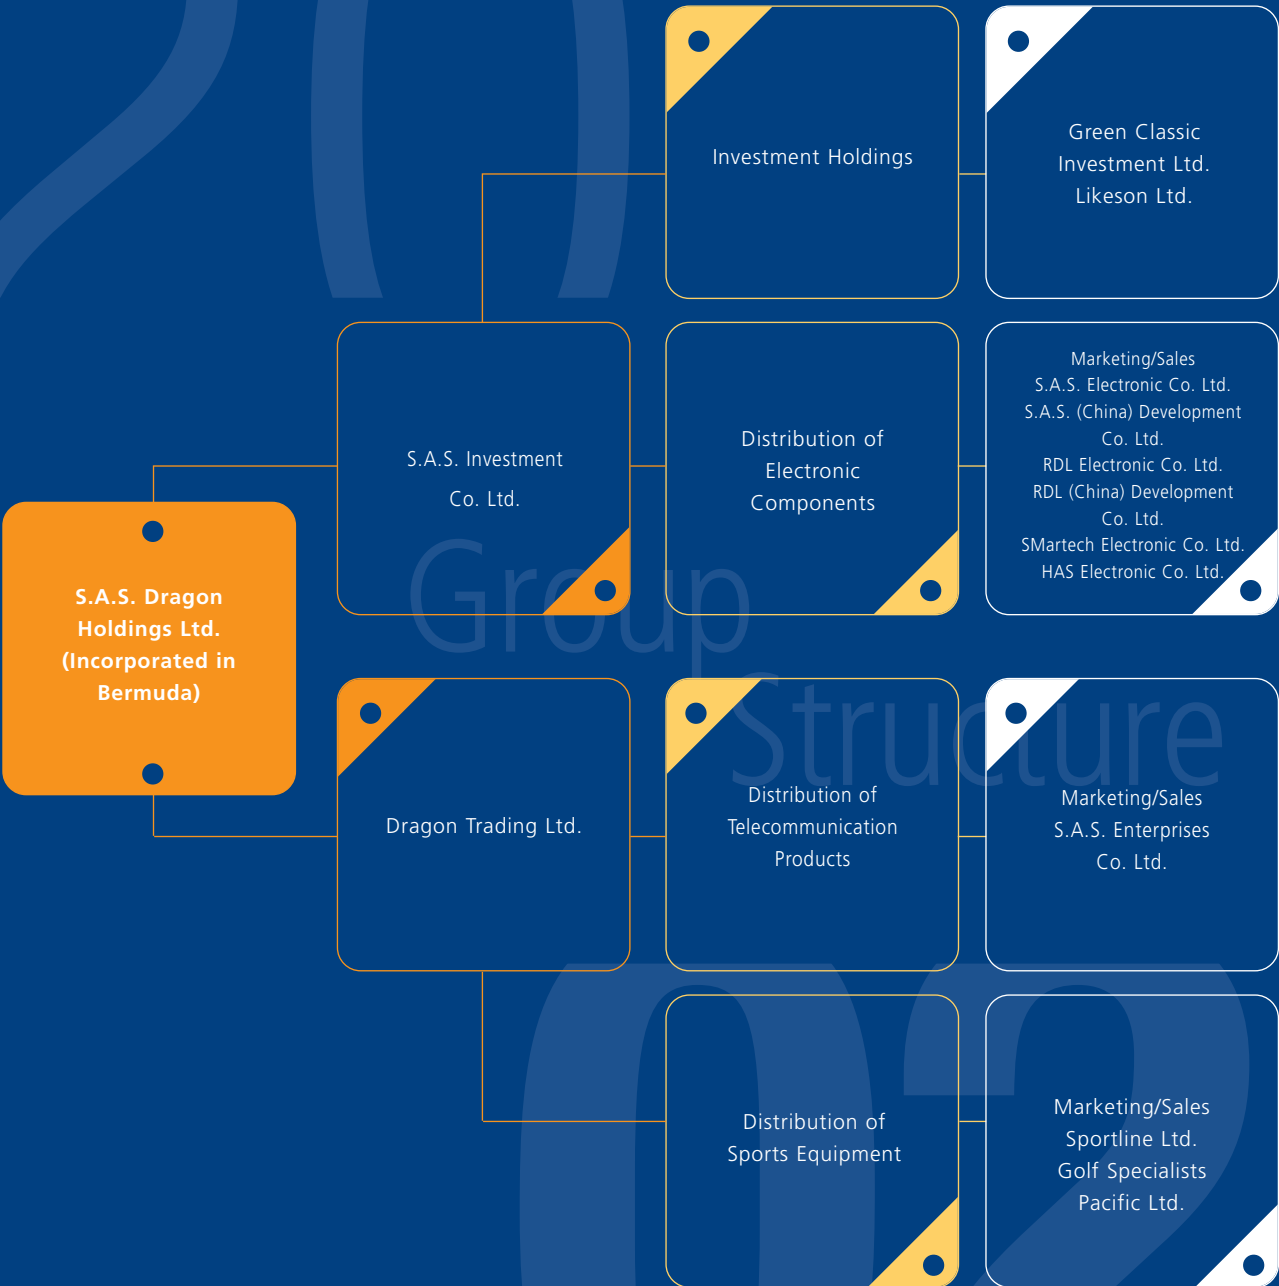 20
Investment Holdings
Green Classic
Investment Ltd.
Likeson Ltd.
S.A.S. Investment
Co. Ltd.
Distribution of
Electronic
Components
Marketing/Sales
S.A.S. Electronic Co. Ltd.
S.A.S. (China) Development
Co. Ltd.
RDL Electronic Co. Ltd.
RDL (China) Development
Co. Ltd.
SMartech Electronic Co. Ltd.
HAS Electronic Co. Ltd.
S.A.S. Dragon
Holdings Ltd.
(Incorporated in
Bermuda)
Group
Structure
Dragon Trading Ltd.
Distribution of
Telecommunication
Products
Marketing/Sales
S.A.S. Enterprises
Co. Ltd.
02
Distribution of
Sports Equipment
Marketing/Sales
Sportline Ltd.
Golf Specialists
Pacific Ltd.